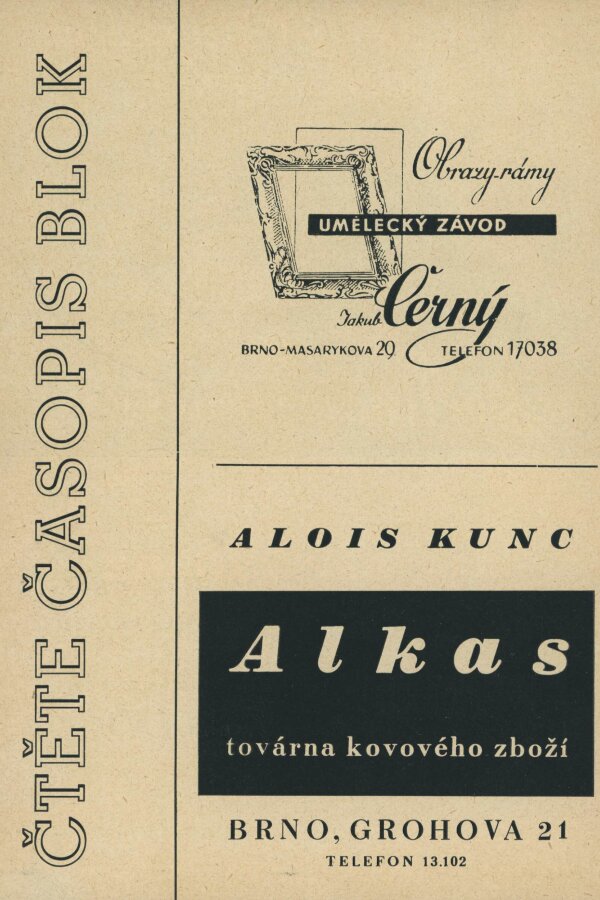 ČTĚTE ČASOPIS BLOK
Obrazy-rámy
UMĚLECKÝ ZÁVOD
Jakub Černý
BRNO-MASARYKOVA 29 TELEFON 17038
ALOIS KUNC
Alkas
továrna kovového zboží
BRNO, GROHOVA 21
TELEFON 13.102